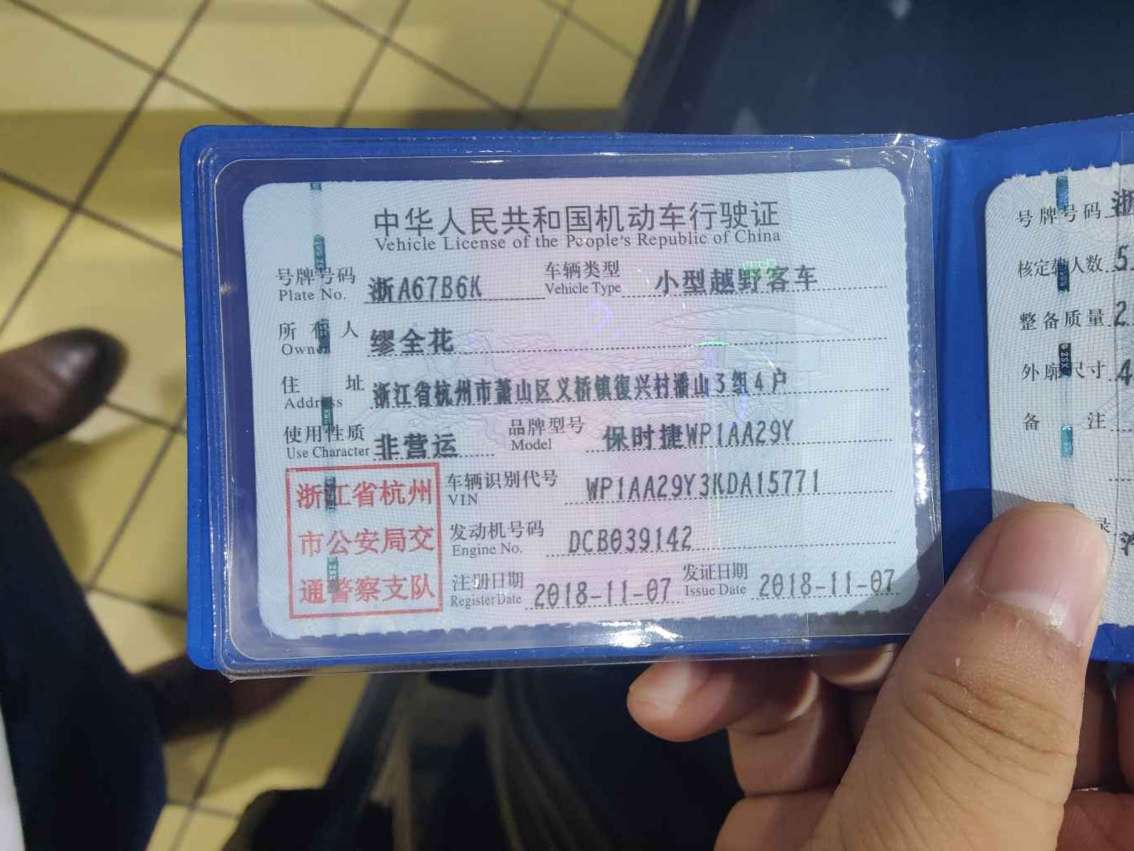 中华人民共和国机动车行驶证
Vehicle License of the People's Republic of China
号牌号码 浙A67B6K 车辆类型 小型越野客车
Plate No. Vehicle Type
所有人 缪全花
Owner
住址 浙江省杭州市萧山区义桥镇復兴村潘山3组4户
Address
使用性质 非营运 品牌型号 保时捷WP1AA29Y
Use Character Model
浙江省杭州
市公安局交
通警察支队
车辆识别代号 WP1AA29Y3KDA15771
VIN
发动机号码 DCB039142
Engine No.
注册日期 2018-11-07 发证日期 2018-11-07
Register Date Issue Date
号牌号码 浙
核定载人数 5
整备质量 2
外廓尺寸 4
备注